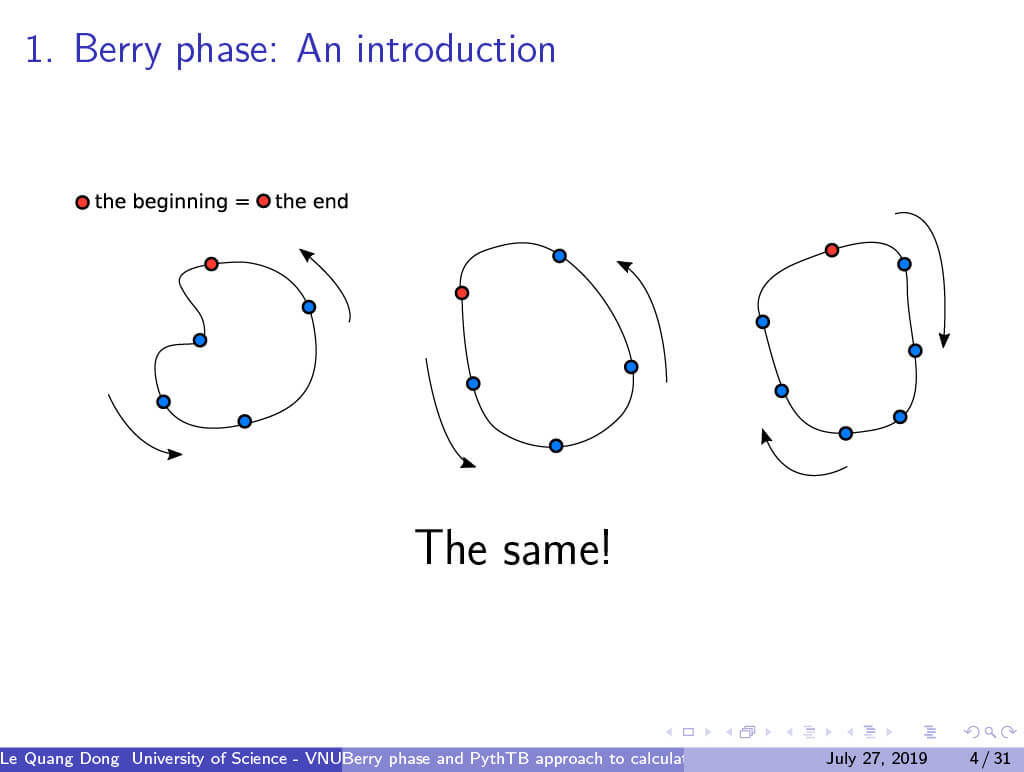 1. Berry phase: An introduction
the beginning = the end
The same!
Le Quang Dong University of Science - VNU Berry phase and PythTB approach to calculat July 27, 2019 4 / 31